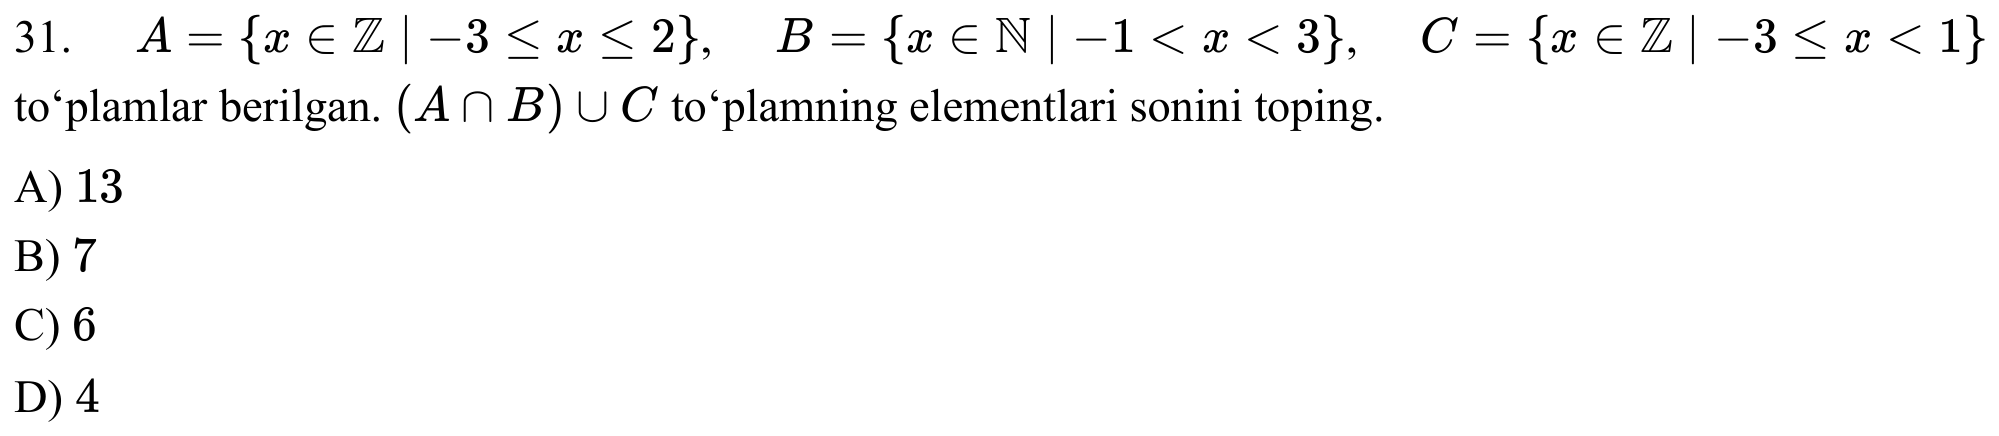 31. A = {x ∈ ℤ | −3 ≤ x ≤ 2}, B = {x ∈ ℕ | −1 < x < 3}, C = {x ∈ ℤ | −3 ≤ x < 1}
to‘plamlar berilgan. (A ∩ B) ∪ C to‘plamning elementlari sonini toping.
A) 13
B) 7
C) 6
D) 4